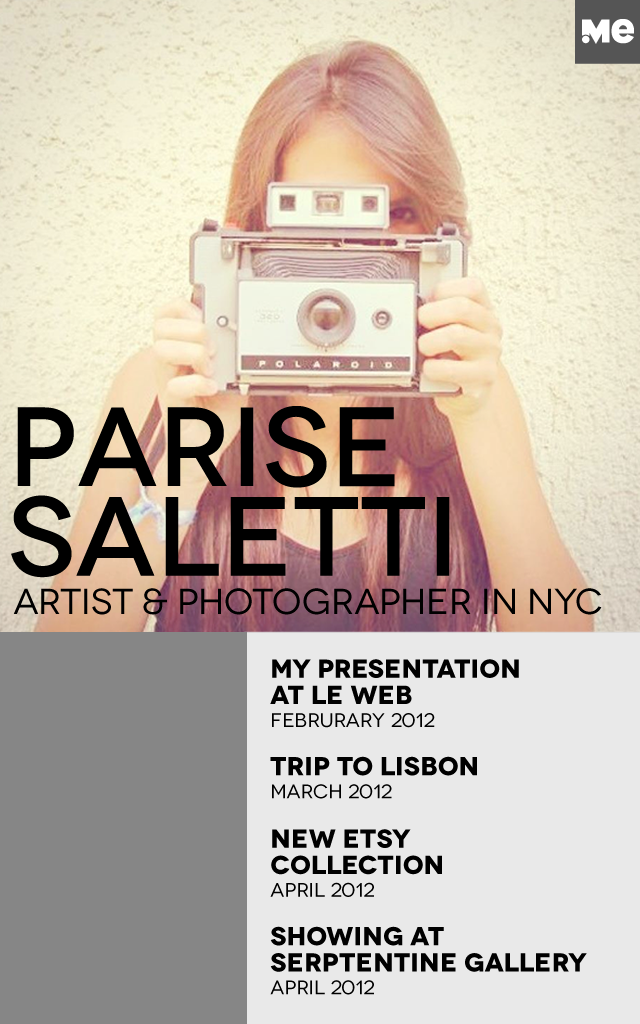 Me
POLAROID
PARISE
SALETTI
ARTIST & PHOTOGRAPHER IN NYC
MY PRESENTATION
AT LE WEB
FEBRURARY 2012
TRIP TO LISBON
MARCH 2012
NEW ETSY
COLLECTION
APRIL 2012
SHOWING AT
SERPTENTINE GALLERY
APRIL 2012